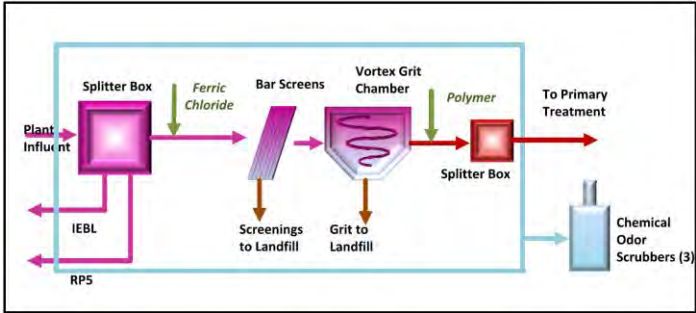 Splitter Box
Ferric
Chloride
Bar Screens
Vortex Grit
Chamber
Polymer
To Primary
Treatment
Plant
Influent
Splitter Box
IEBL
RP5
Screenings
to Landfill
Grit to
Landfill
Chemical
Odor
Scrubbers (3)